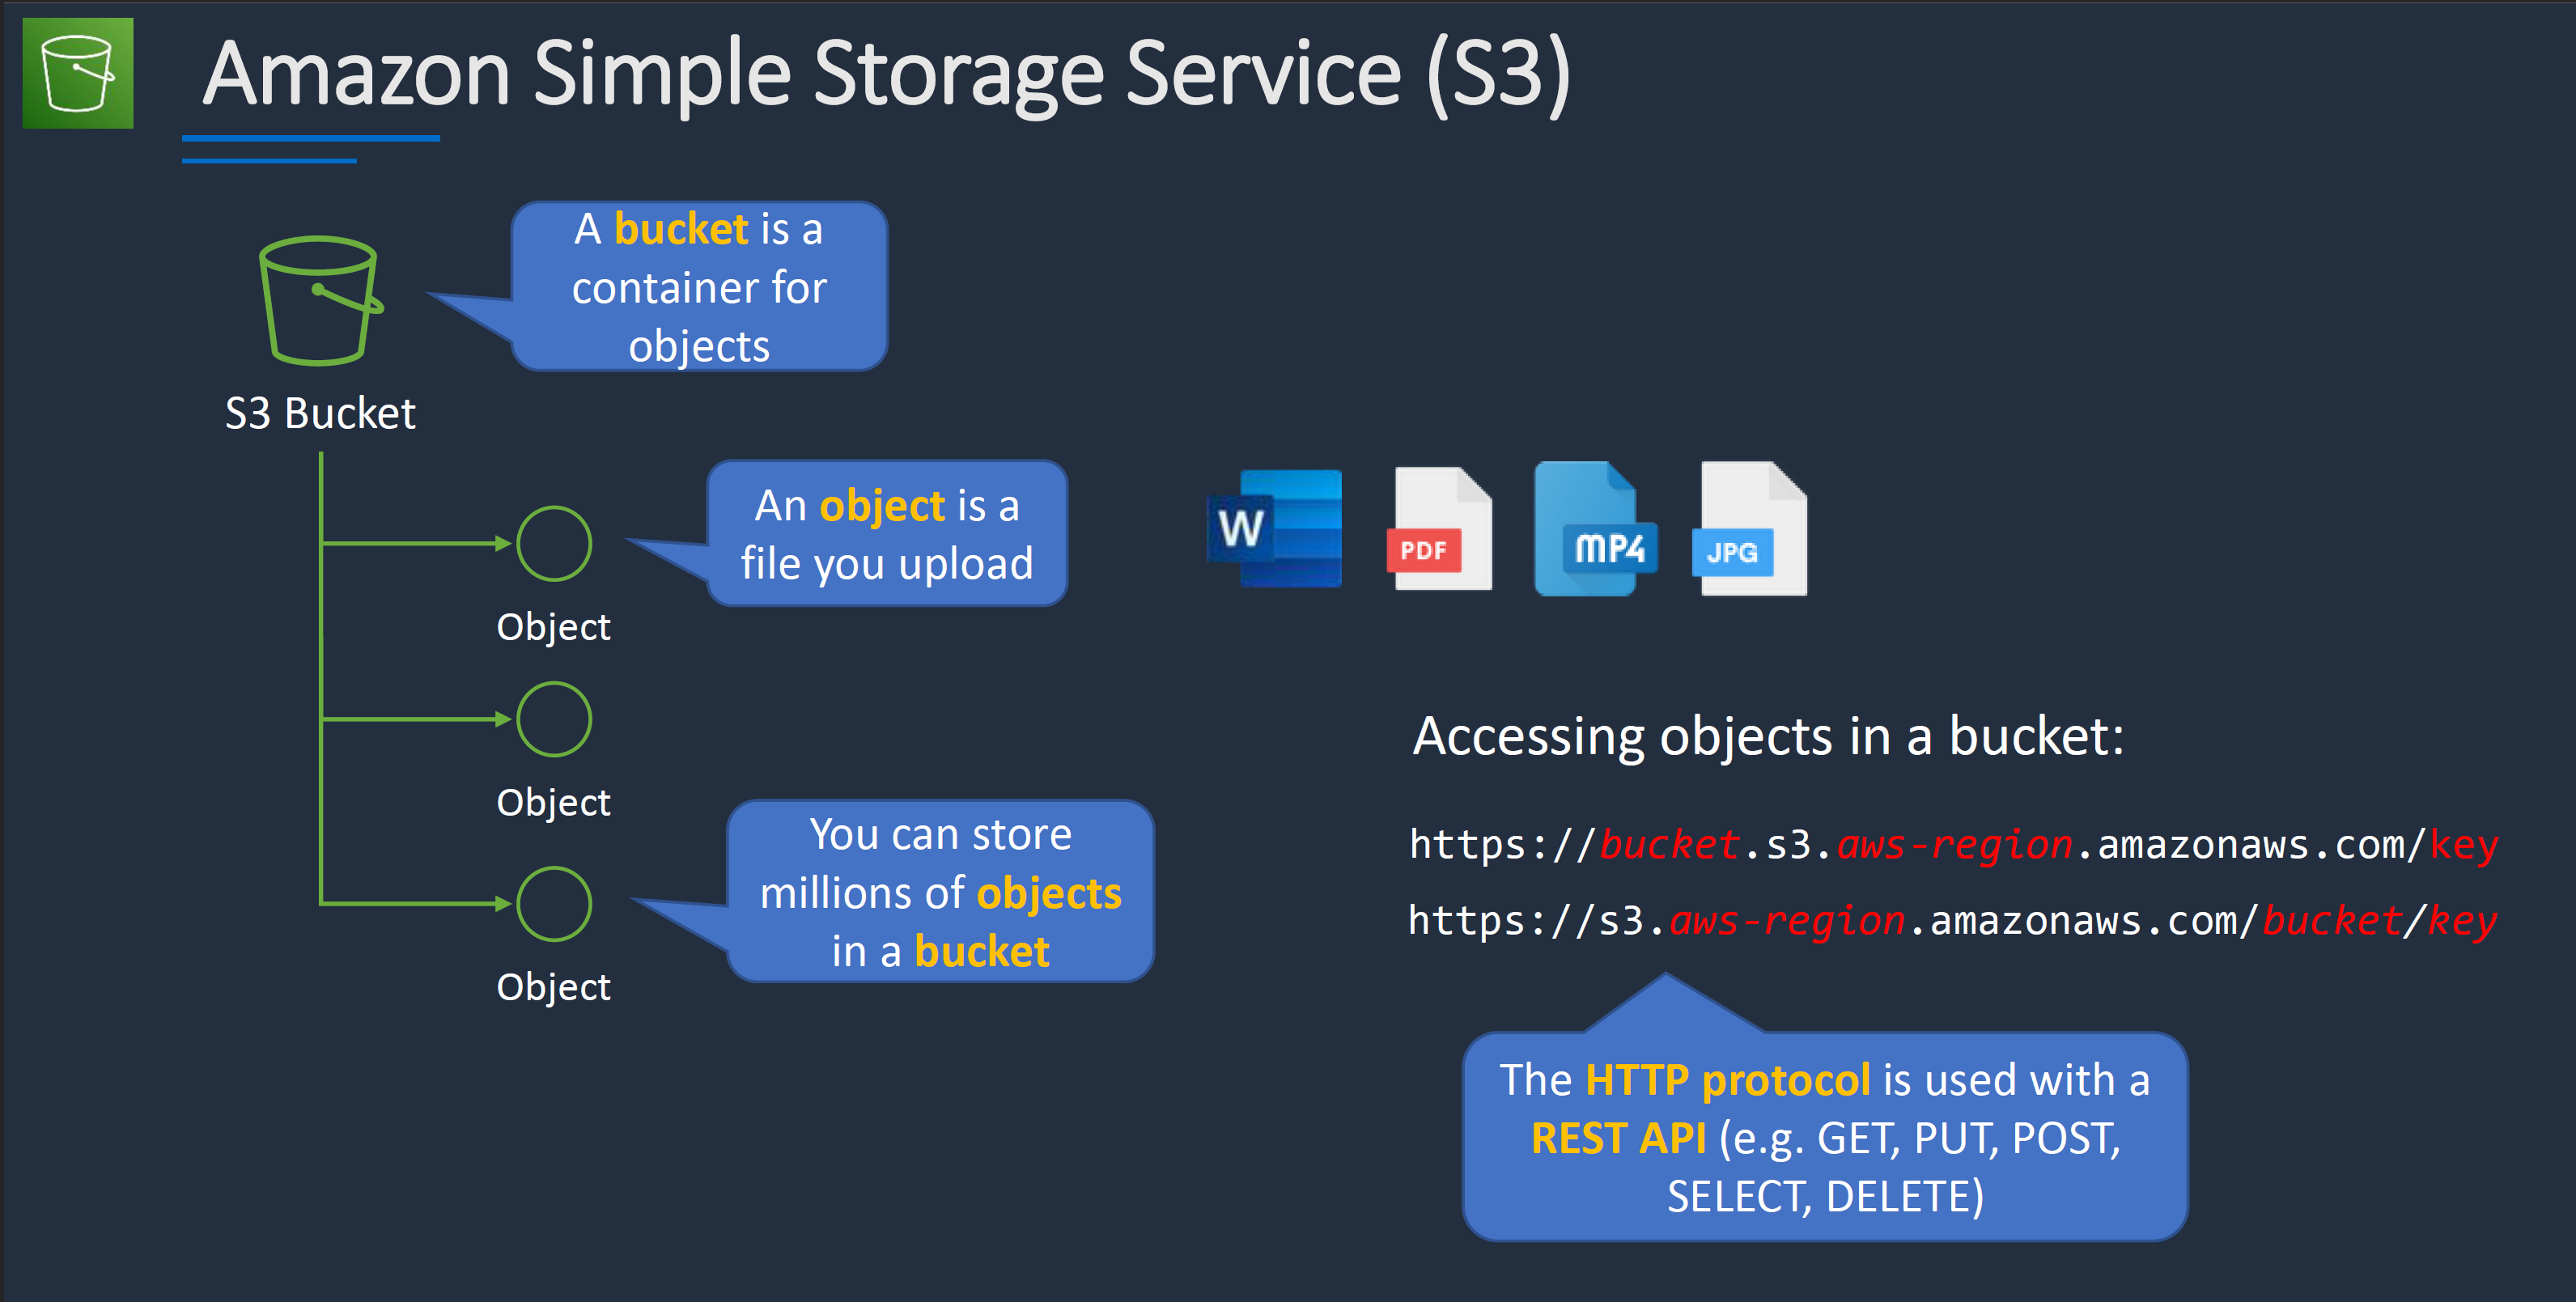 Amazon Simple Storage Service (S3)
A bucket is a
container for
objects
S3 Bucket
An object is a
file you upload
W
PDF
MP4
JPG
Object
Object
You can store
millions of objects
in a bucket
Object
Accessing objects in a bucket:
https://bucket.s3.aws-region.amazonaws.com/key
https://s3.aws-region.amazonaws.com/bucket/key
The HTTP protocol is used with a
REST API (e.g. GET, PUT, POST,
SELECT, DELETE)